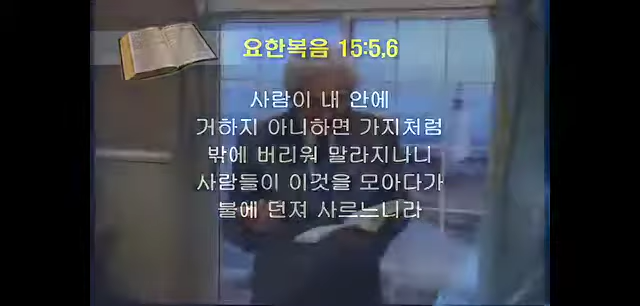 요한복음 15:5,6
사람이 내 안에
거하지 아니하면 가지처럼
밖에 버리워 말라지나니
사람들이 이것을 모아다가
불에 던져 사르느니라